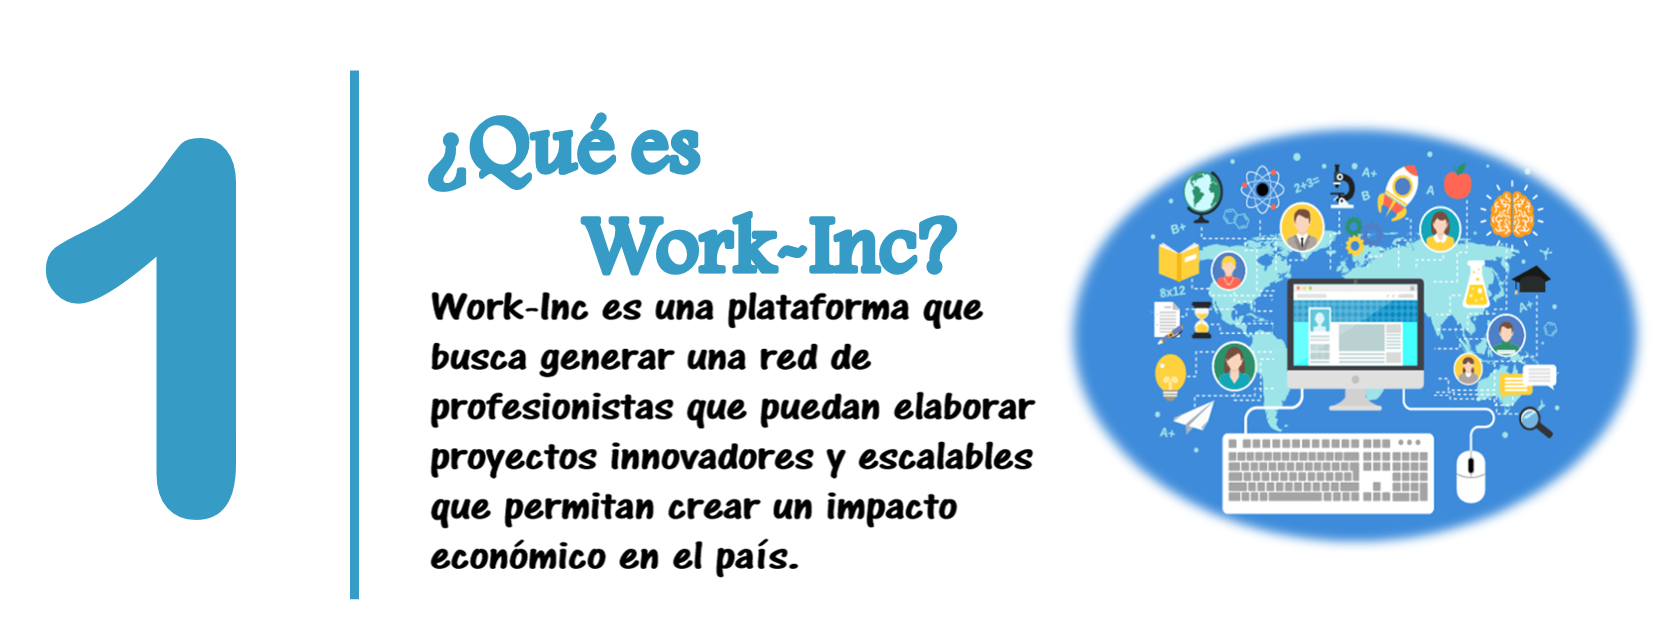 1
¿Qué es
Work-Inc?
Work-Inc es una plataforma que
busca generar una red de
profesionistas que puedan elaborar
proyectos innovadores y escalables
que permitan crear un impacto
económico en el país.
2+3=
A+
B
A
B+
8x12
A+
A+